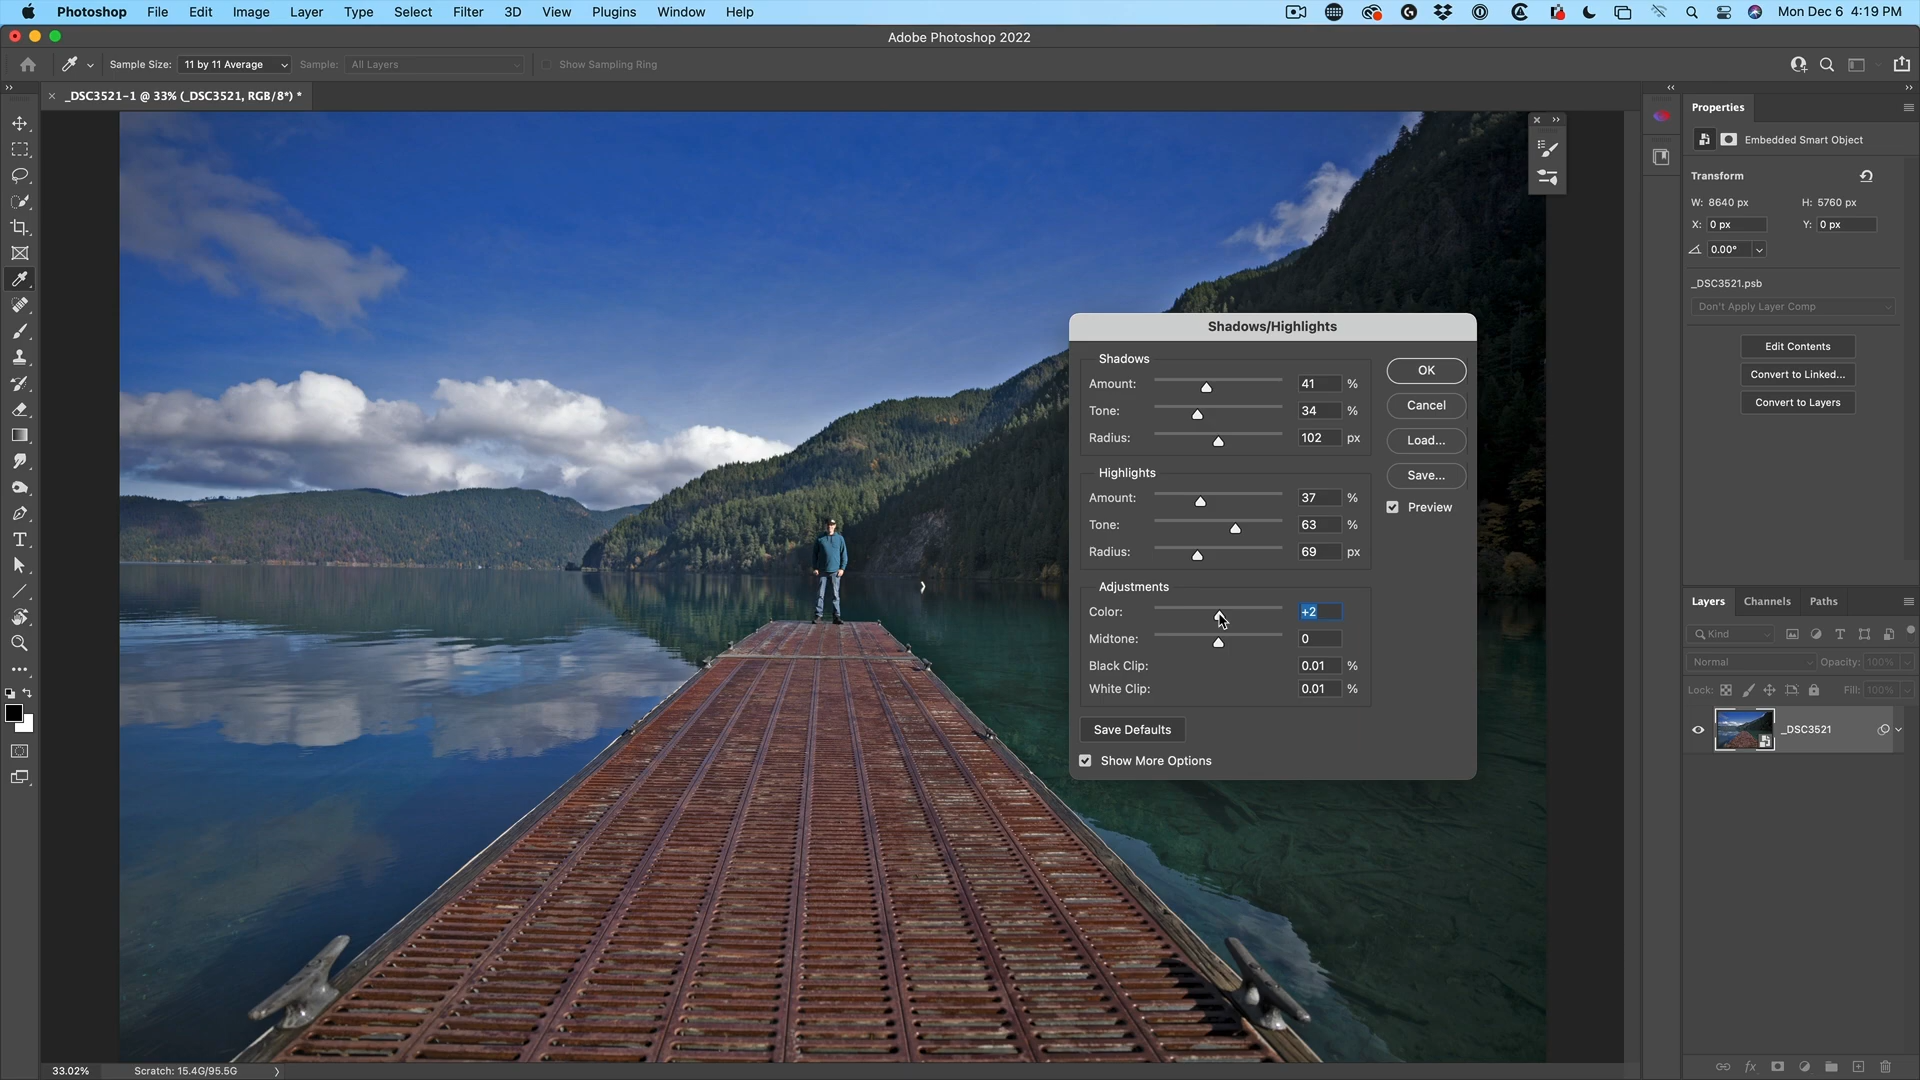 Photoshop File Edit Image Layer Type Select Filter 3D View Plugins Window Help Mon Dec 6 4:19 PM
Adobe Photoshop 2022
Sample Size: 11 by 11 Average Sample: All Layers Show Sampling Ring
_DSC3521-1 @ 33% (_DSC3521, RGB/8*) *
Properties
Embedded Smart Object
Transform
W: 8640 px H: 5760 px
X: 0 px Y: 0 px
0.00°
_DSC3521.psb
Don't Apply Layer Comp
Edit Contents
Convert to Linked...
Convert to Layers
Shadows/Highlights
Shadows
Amount: 41 %
Tone: 34 %
Radius: 102 px
Highlights
Amount: 37 %
Tone: 63 %
Radius: 69 px
Adjustments
Color: +2
Midtone: 0
Black Clip: 0.01 %
White Clip: 0.01 %
Save Defaults
Show More Options
OK
Cancel
Load...
Save...
Preview
Layers Channels Paths
Kind
Normal Opacity: 100%
Lock: Fill: 100%
_DSC3521
fx
33.02% Scratch: 15.4G/95.5G